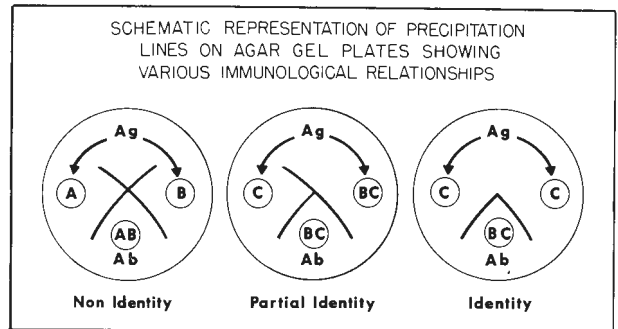 SCHEMATIC REPRESENTATION OF PRECIPITATION
LINES ON AGAR GEL PLATES SHOWING
VARIOUS IMMUNOLOGICAL RELATIONSHIPS
Ag
A
B
AB
Ab
Non Identity
Ag
C
BC
BC
Ab
Partial Identity
Ag
C
C
BC
Ab
Identity